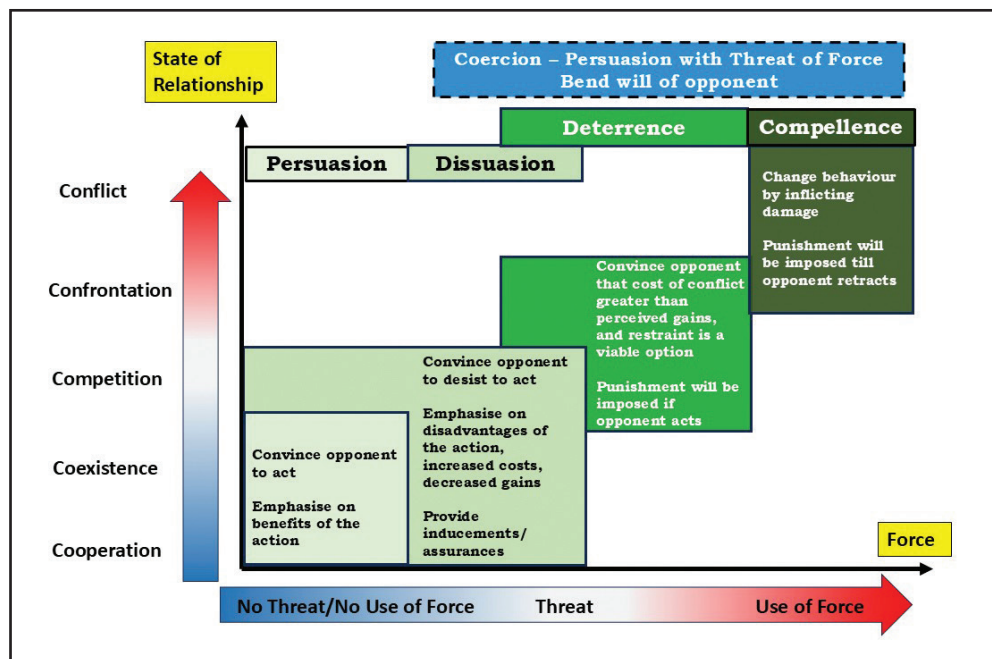 State of
Relationship
Coercion – Persuasion with Threat of Force
Bend will of opponent
Deterrence
Compellence
Persuasion
Dissuasion
Conflict
Confrontation
Competition
Coexistence
Cooperation
Change behaviour
by inflicting
damage
Punishment will
be imposed till
opponent retracts
Convince opponent
that cost of conflict
greater than
perceived gains,
and restraint is a
viable option
Punishment will be
imposed if
opponent acts
Convince opponent
to desist to act
Emphasise on
disadvantages of
the action,
increased costs,
decreased gains
Provide
inducements/
assurances
Convince opponent
to act
Emphasise on
benefits of the
action
Force
No Threat/No Use of Force
Threat
Use of Force